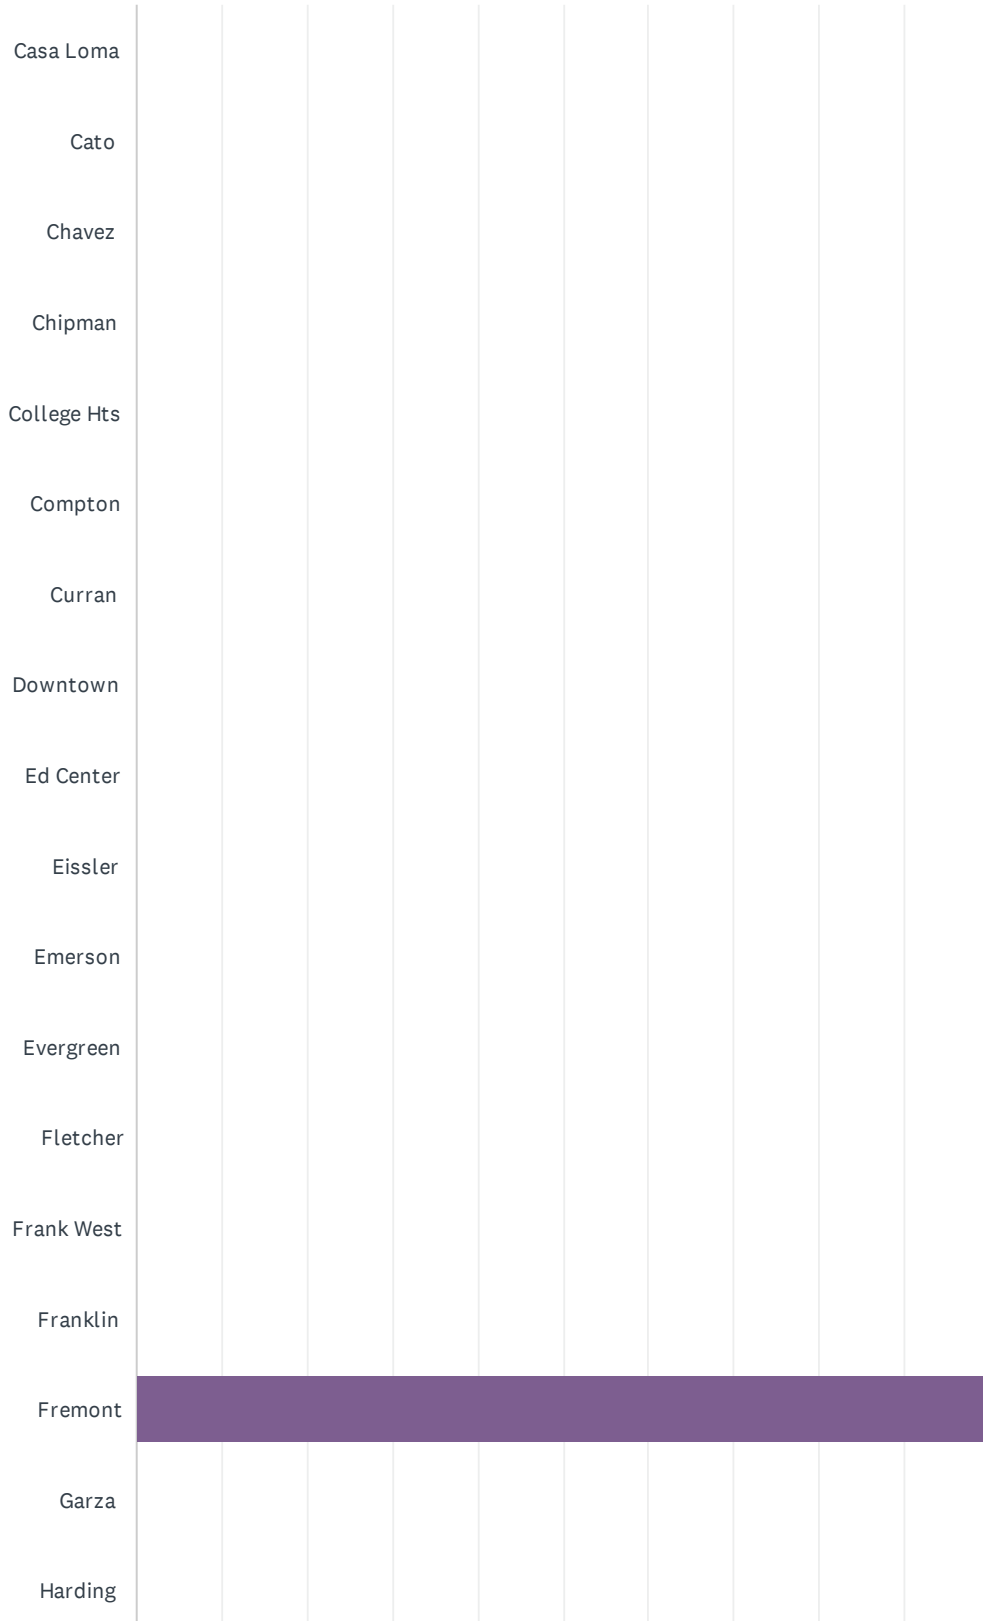 Casa Loma
Cato
Chavez
Chipman
College Hts
Compton
Curran
Downtown
Ed Center
Eissler
Emerson
Evergreen
Fletcher
Frank West
Franklin
Fremont
Garza
Harding